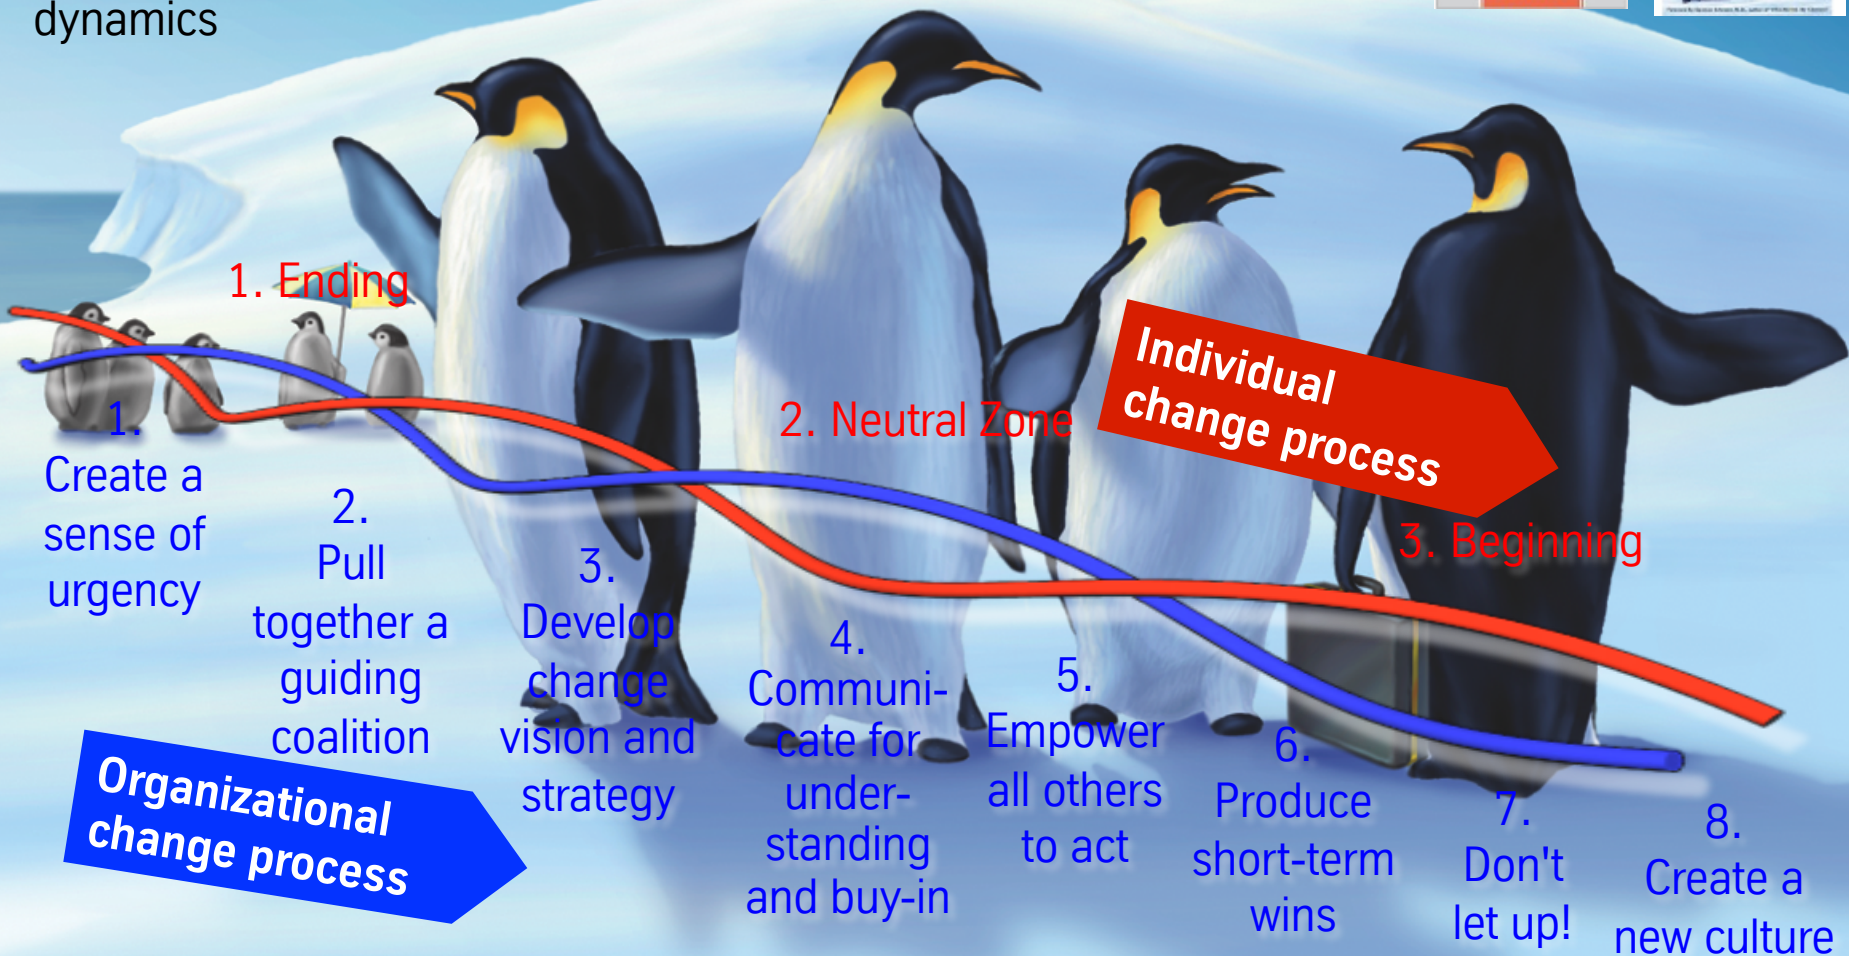 dynamics
1. Ending
2. Neutral Zone
Individual
change process
3. Beginning
1.
Create a
sense of
urgency
2.
Pull
together a
guiding
coalition
3.
Develop
change
vision and
strategy
4.
Communi-
cate for
under-
standing
and buy-in
5.
Empower
all others
to act
6.
Produce
short-term
wins
7.
Don't
let up!
8.
Create a
new culture
Organizational
change process